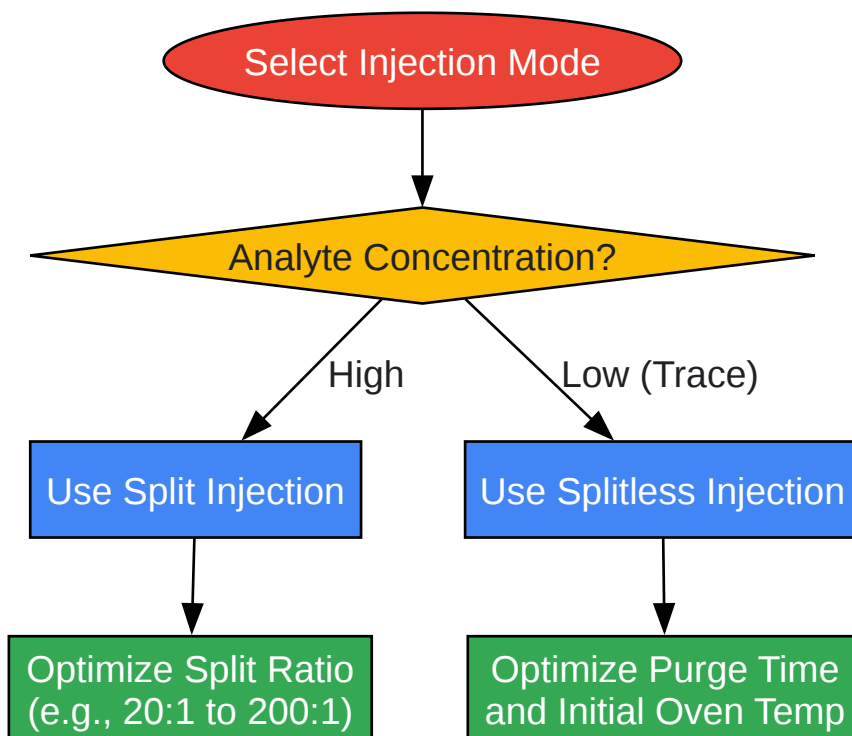 Select Injection Mode
Analyte Concentration?
High
Low (Trace)
Use Split Injection
Use Splitless Injection
Optimize Split Ratio
(e.g., 20:1 to 200:1)
Optimize Purge Time
and Initial Oven Temp